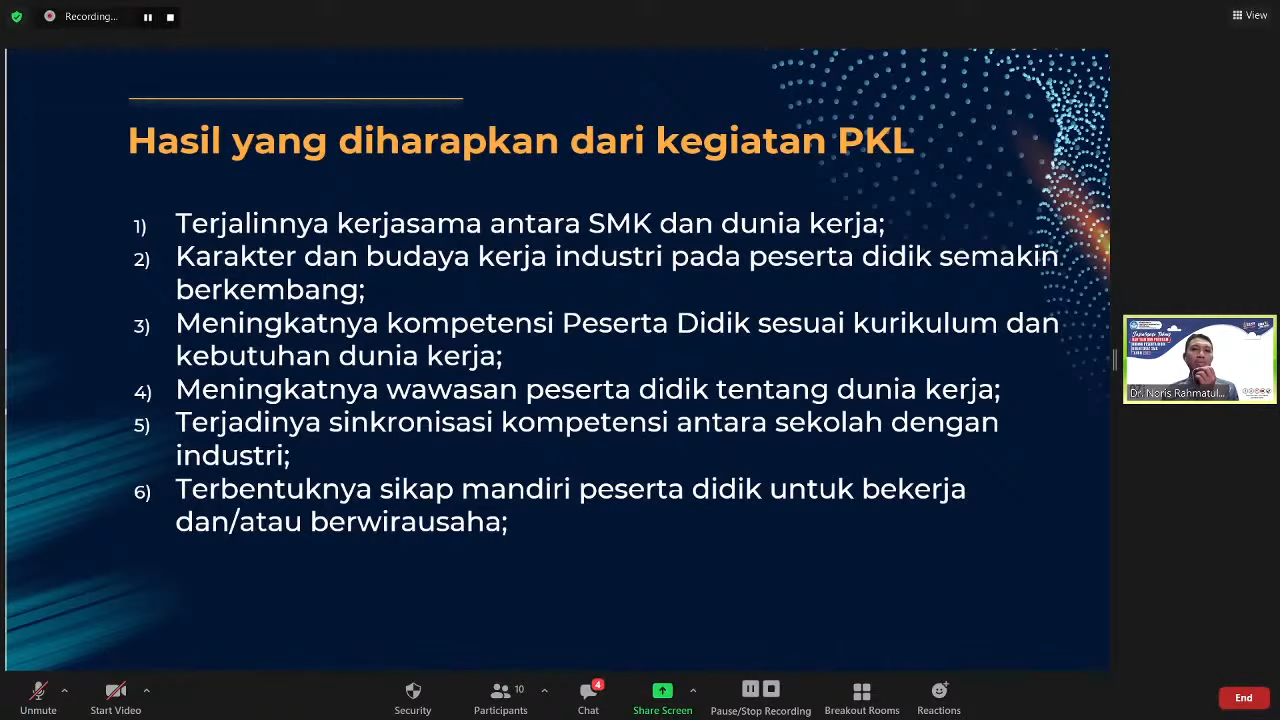 Recording...
View
Hasil yang diharapkan dari kegiatan PKL
1) Terjalinnya kerjasama antara SMK dan dunia kerja;
2) Karakter dan budaya kerja industri pada peserta didik semakin
berkembang;
3) Meningkatnya kompetensi Peserta Didik sesuai kurikulum dan
kebutuhan dunia kerja;
4) Meningkatnya wawasan peserta didik tentang dunia kerja;
5) Terjadinya sinkronisasi kompetensi antara sekolah dengan
industri;
6) Terbentuknya sikap mandiri peserta didik untuk bekerja
dan/atau berwirausaha;
Dr. Noris Rahmatul...
Unmute
Start Video
Security
Participants 10
Chat 4
Share Screen
Pause/Stop Recording
Breakout Rooms
Reactions
End